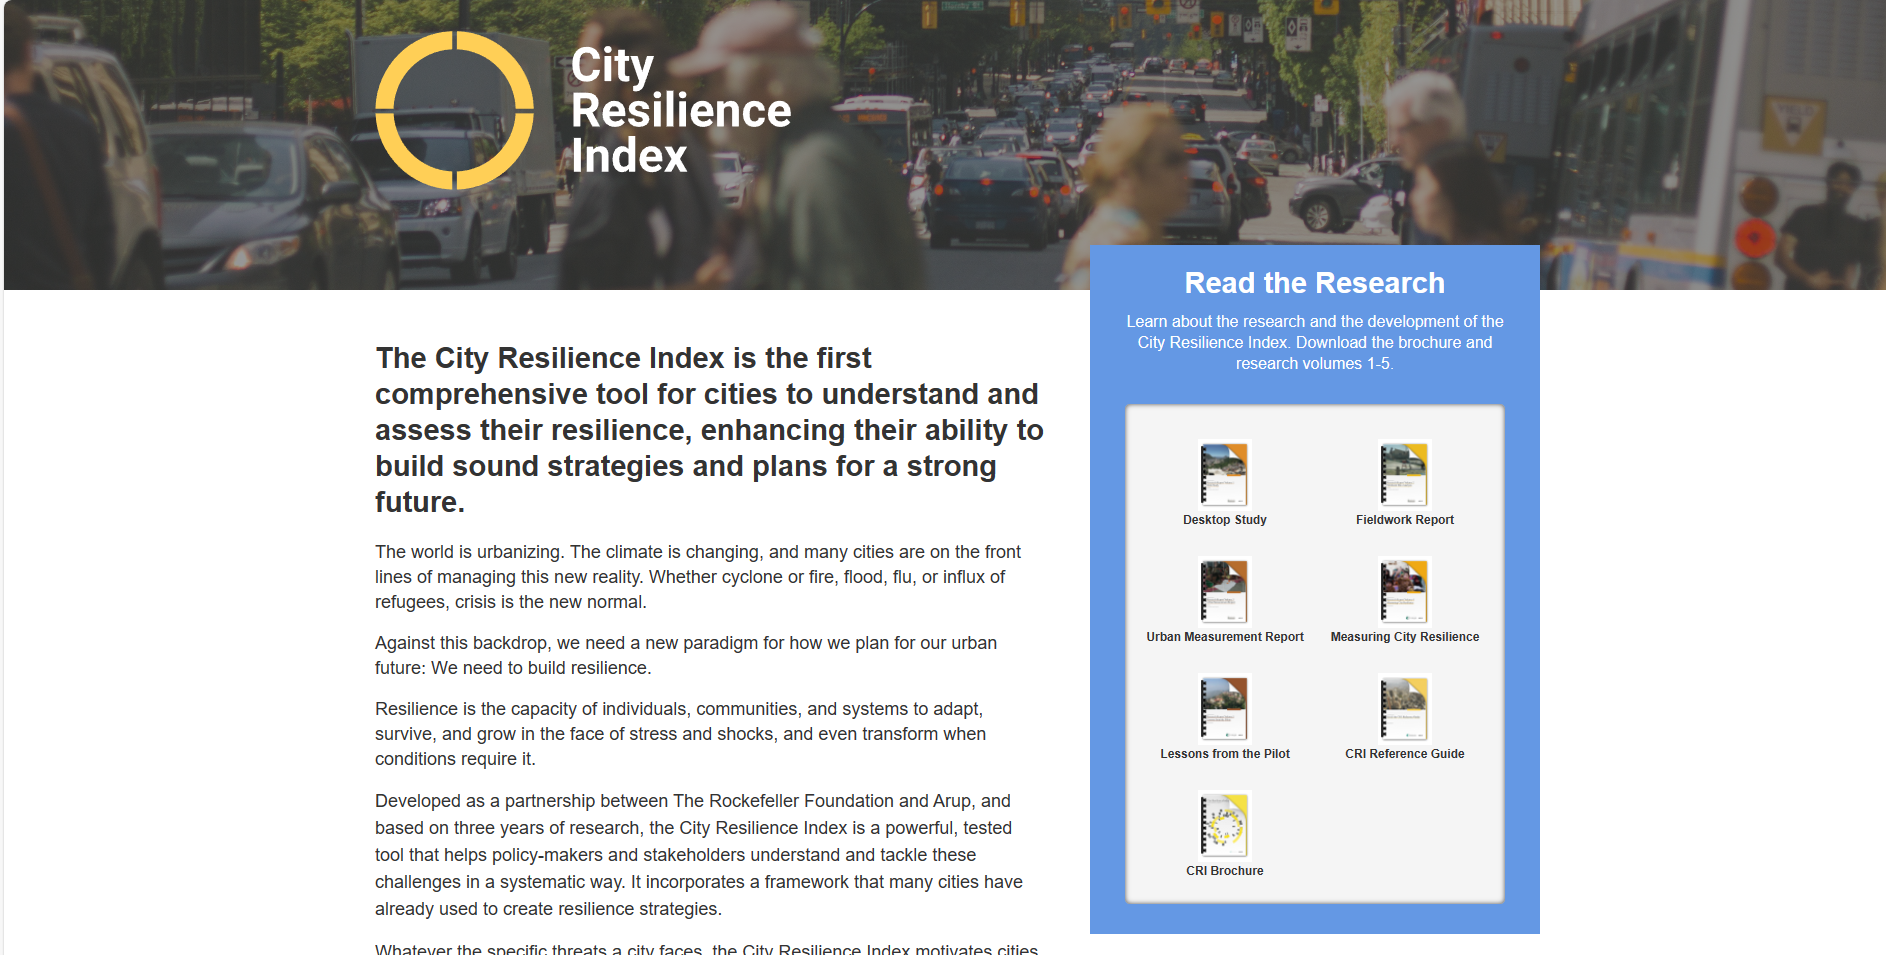 City
Resilience
Index
The City Resilience Index is the first
comprehensive tool for cities to understand and
assess their resilience, enhancing their ability to
build sound strategies and plans for a strong
future.
The world is urbanizing. The climate is changing, and many cities are on the front
lines of managing this new reality. Whether cyclone or fire, flood, flu, or influx of
refugees, crisis is the new normal.
Against this backdrop, we need a new paradigm for how we plan for our urban
future: We need to build resilience.
Resilience is the capacity of individuals, communities, and systems to adapt,
survive, and grow in the face of stress and shocks, and even transform when
conditions require it.
Developed as a partnership between The Rockefeller Foundation and Arup, and
based on three years of research, the City Resilience Index is a powerful, tested
tool that helps policy-makers and stakeholders understand and tackle these
challenges in a systematic way. It incorporates a framework that many cities have
already used to create resilience strategies.
Whatever the specific threats a city faces, the City Resilience Index motivates cities
Read the Research
Learn about the research and the development of the
City Resilience Index. Download the brochure and
research volumes 1-5.
Desktop Study
Fieldwork Report
Urban Measurement Report
Measuring City Resilience
Lessons from the Pilot
CRI Reference Guide
CRI Brochure